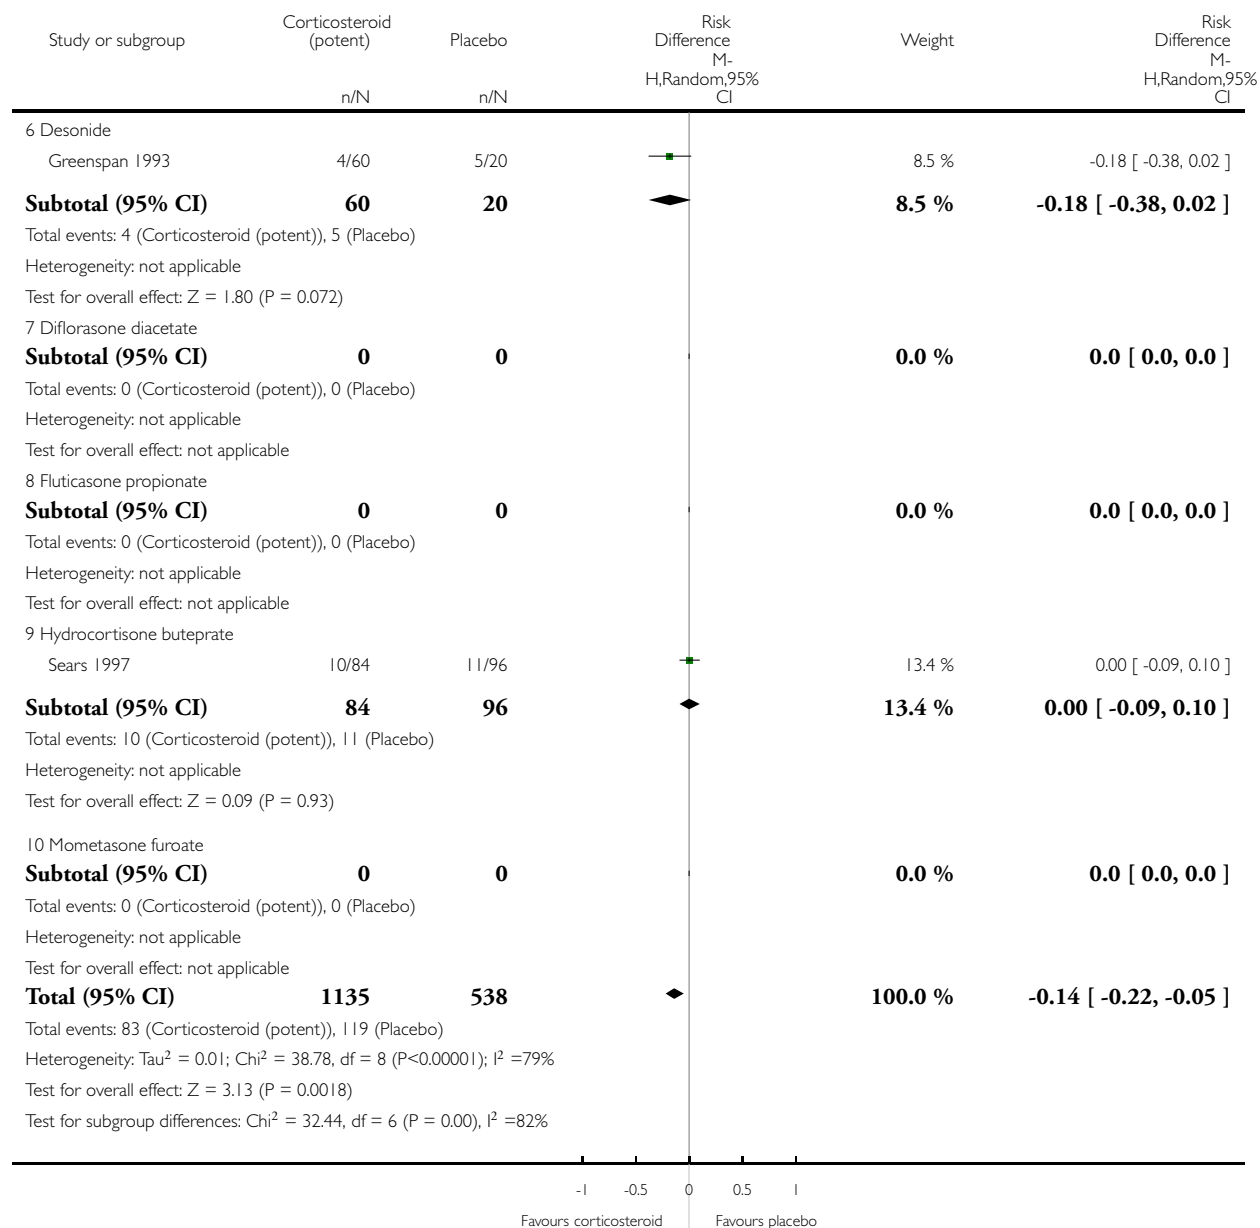 Study or subgroup Corticosteroid (potent) Placebo Risk Difference Weight Risk Difference
M-H,Random,95% CI M-H,Random,95% CI
n/N n/N
6 Desonide
Greenspan 1993 4/60 5/20 8.5 % -0.18 [ -0.38, 0.02 ]
Subtotal (95% CI) 60 20 8.5 % -0.18 [ -0.38, 0.02 ]
Total events: 4 (Corticosteroid (potent)), 5 (Placebo)
Heterogeneity: not applicable
Test for overall effect: Z = 1.80 (P = 0.072)
7 Diflorasone diacetate
Subtotal (95% CI) 0 0 0.0 % 0.0 [ 0.0, 0.0 ]
Total events: 0 (Corticosteroid (potent)), 0 (Placebo)
Heterogeneity: not applicable
Test for overall effect: not applicable
8 Fluticasone propionate
Subtotal (95% CI) 0 0 0.0 % 0.0 [ 0.0, 0.0 ]
Total events: 0 (Corticosteroid (potent)), 0 (Placebo)
Heterogeneity: not applicable
Test for overall effect: not applicable
9 Hydrocortisone buteprate
Sears 1997 10/84 11/96 13.4 % 0.00 [ -0.09, 0.10 ]
Subtotal (95% CI) 84 96 13.4 % 0.00 [ -0.09, 0.10 ]
Total events: 10 (Corticosteroid (potent)), 11 (Placebo)
Heterogeneity: not applicable
Test for overall effect: Z = 0.09 (P = 0.93)
10 Mometasone furoate
Subtotal (95% CI) 0 0 0.0 % 0.0 [ 0.0, 0.0 ]
Total events: 0 (Corticosteroid (potent)), 0 (Placebo)
Heterogeneity: not applicable
Test for overall effect: not applicable
Total (95% CI) 1135 538 100.0 % -0.14 [ -0.22, -0.05 ]
Total events: 83 (Corticosteroid (potent)), 119 (Placebo)
Heterogeneity: Tau² = 0.01; Chi² = 38.78, df = 8 (P<0.00001); I² =79%
Test for overall effect: Z = 3.13 (P = 0.0018)
Test for subgroup differences: Chi² = 32.44, df = 6 (P = 0.00), I² =82%
-1 -0.5 0 0.5 1
Favours corticosteroid Favours placebo